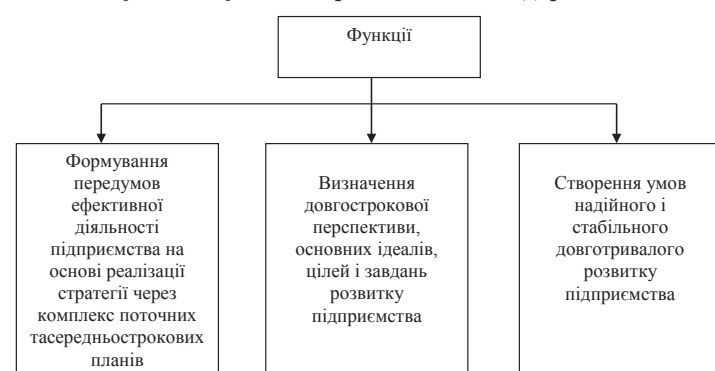 Функції
Формування
передумов
ефективної
діяльності
підприємства на
основі реалізації
стратегії через
комплекс поточних
тасередньострокових
планів
Визначення
довгострокової
перспективи,
основних ідеалів,
цілей і завдань
розвитку
підприємства
Створення умов
надійного і
стабільного
довготривалого
розвитку
підприємства